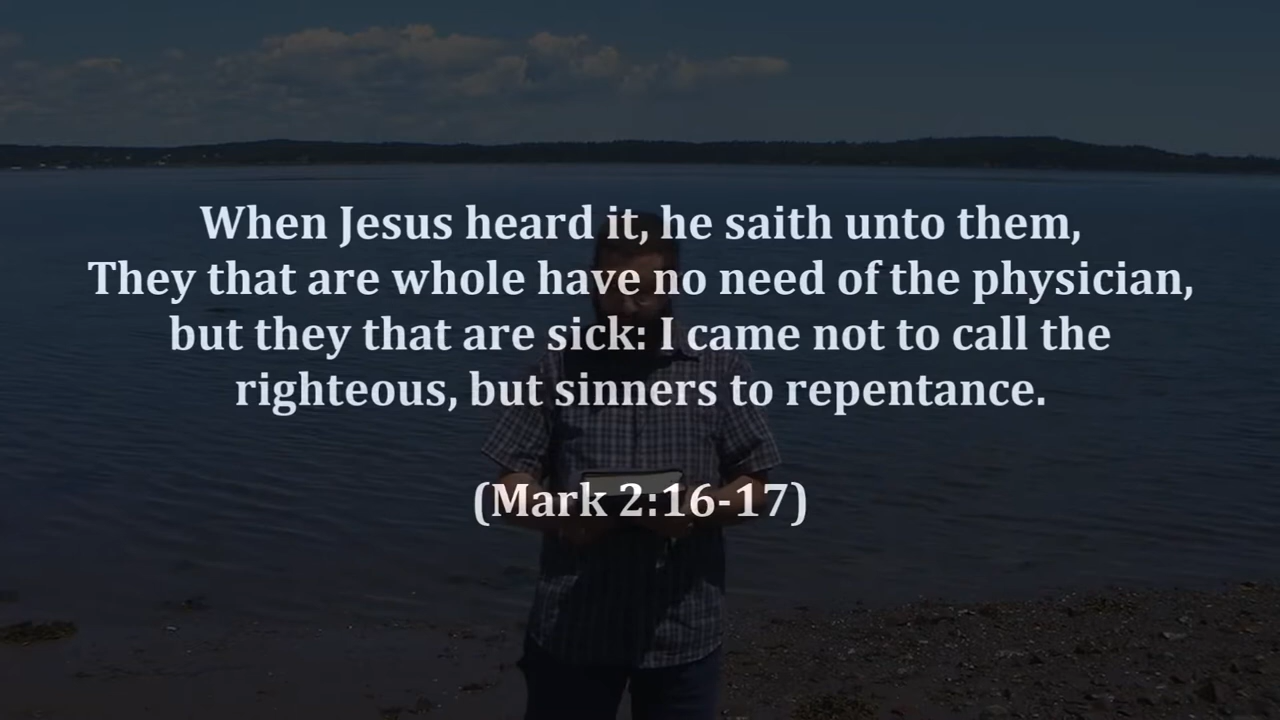 When Jesus heard it, he saith unto them,
They that are whole have no need of the physician,
but they that are sick: I came not to call the
righteous, but sinners to repentance.
(Mark 2:16-17)